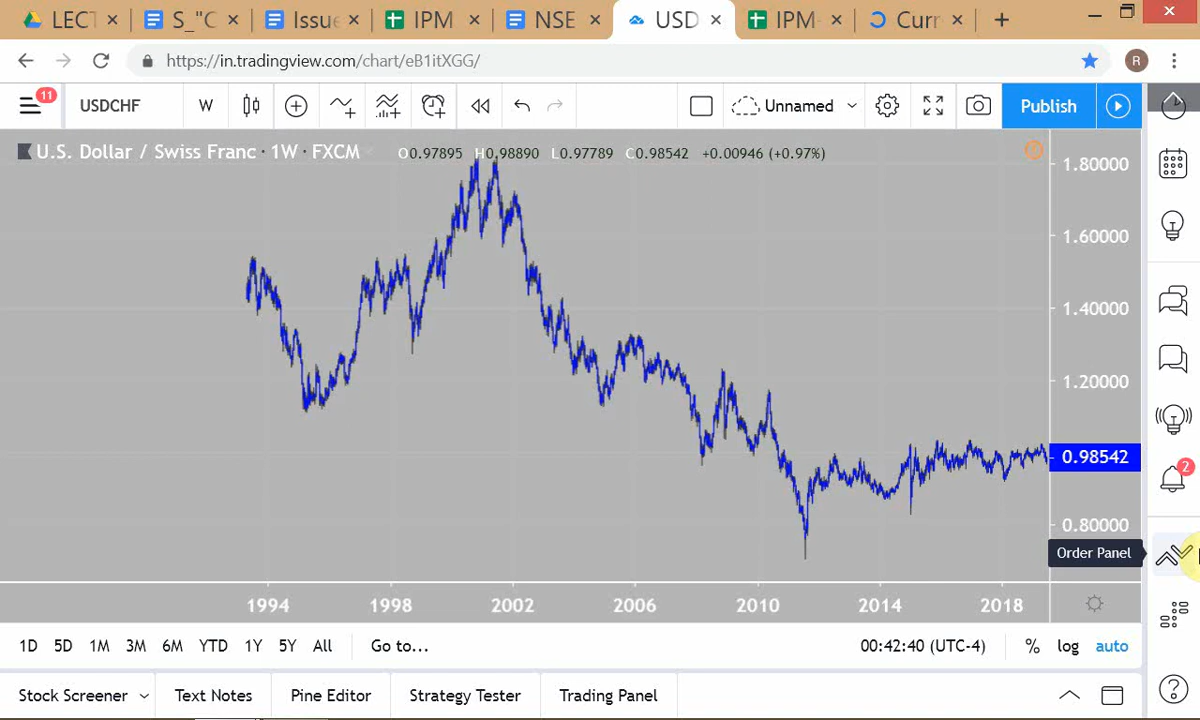 LECT
S_"C
Issue
IPM
NSE
USD
IPM-
Curr
https://in.tradingview.com/chart/eB1itXGG/
R
11
USDCHF
W
Unnamed
Publish
U.S. Dollar / Swiss Franc · 1W · FXCM
O0.97895 H0.98890 L0.97789 C0.98542 +0.00946 (+0.97%)
1.80000
1.60000
1.40000
1.20000
0.98542
2
0.80000
Order Panel
1994 1998 2002 2006 2010 2014 2018
1D 5D 1M 3M 6M YTD 1Y 5Y All Go to... 00:42:40 (UTC-4) % log auto
Stock Screener Text Notes Pine Editor Strategy Tester Trading Panel